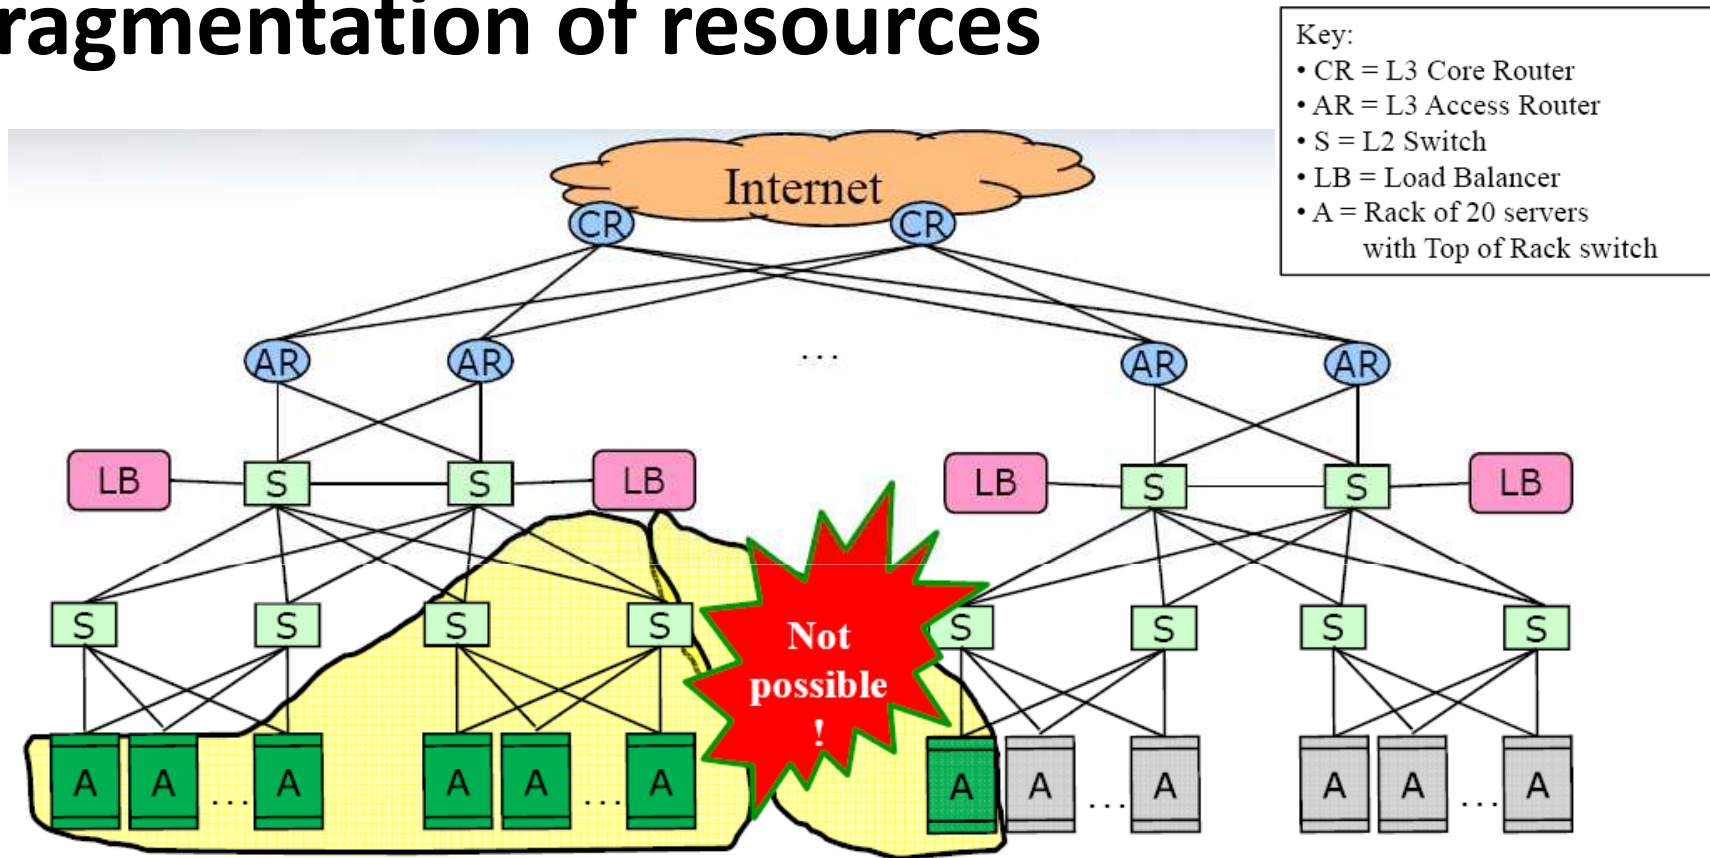 ragmentation of resources
Key:
• CR = L3 Core Router
• AR = L3 Access Router
• S = L2 Switch
• LB = Load Balancer
• A = Rack of 20 servers
with Top of Rack switch
Internet
CR CR
AR AR ... AR AR
LB S S LB LB S S LB
S S S S S S S S
Not
possible
!
A A ... A A A ... A A A ... A A A ... A